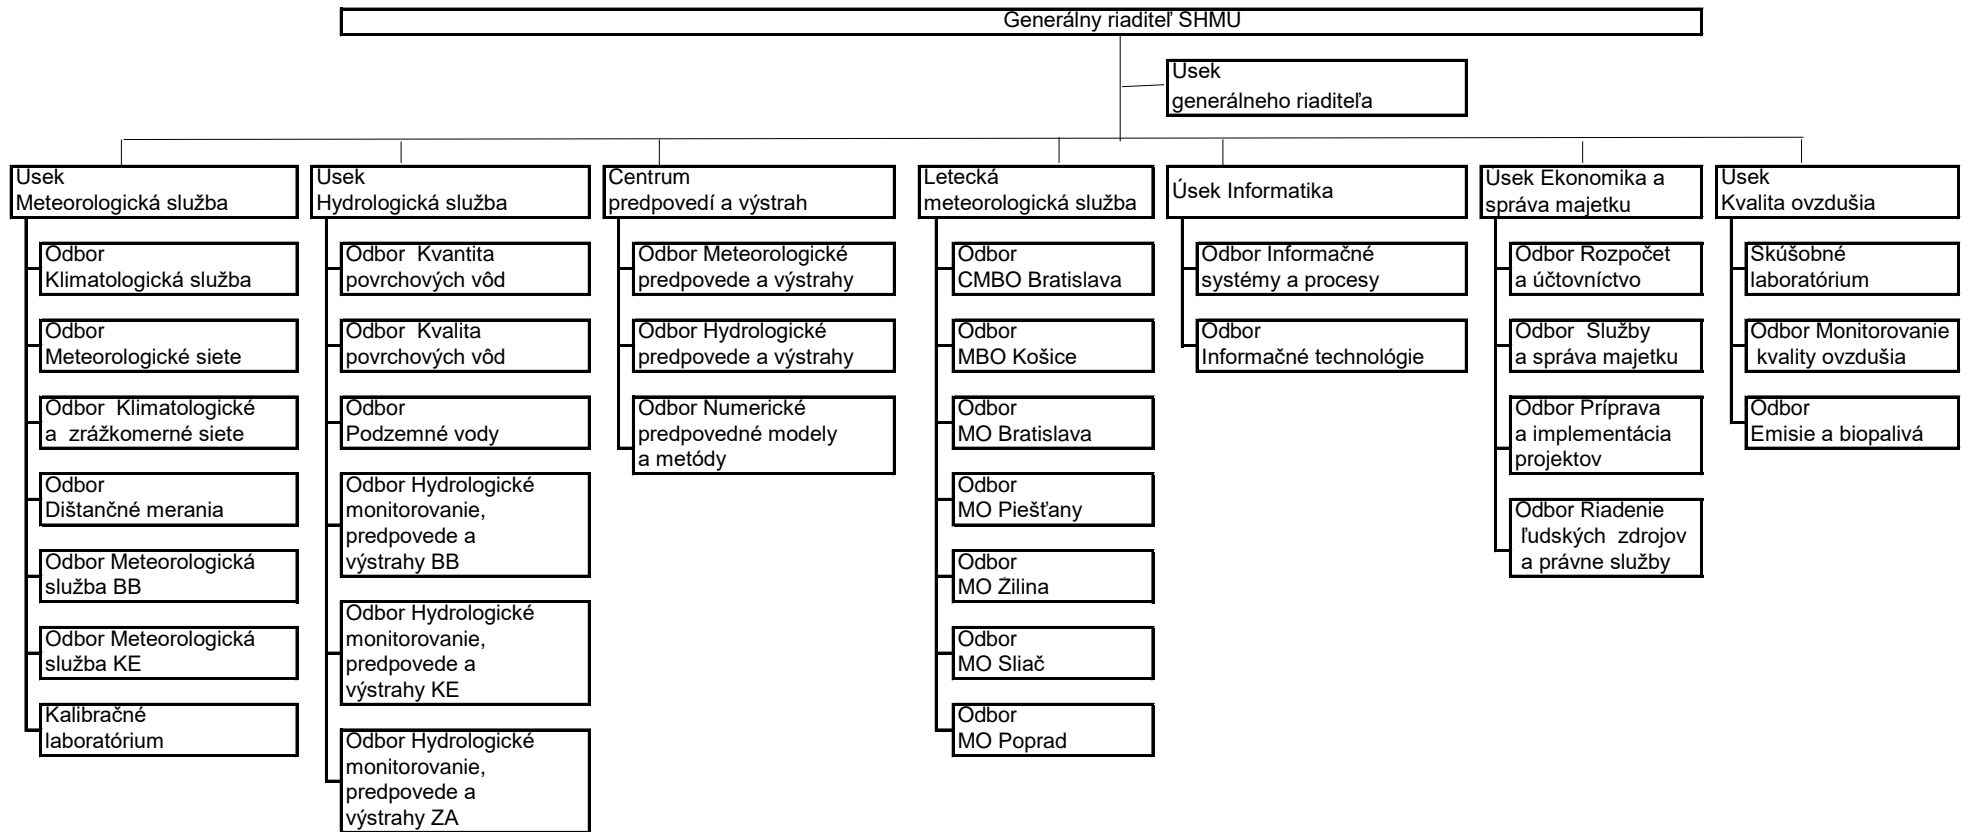 Generálny riaditeľ SHMU
Usek
generálneho riaditeľa
Usek
Meteorologická služba
Odbor
Klimatologická služba
Odbor
Meteorologické siete
Odbor Klimatologické
a zrážkomerné siete
Odbor
Dištančné merania
Odbor Meteorologická
služba BB
Odbor Meteorologická
služba KE
Kalibračné
laboratórium
Usek
Hydrologická služba
Odbor Kvantita
povrchových vôd
Odbor Kvalita
povrchových vôd
Odbor
Podzemné vody
Odbor Hydrologické
monitorovanie,
predpovede a
výstrahy BB
Odbor Hydrologické
monitorovanie,
predpovede a
výstrahy KE
Odbor Hydrologické
monitorovanie,
predpovede a
výstrahy ZA
Centrum
predpovedí a výstrah
Odbor Meteorologické
predpovede a výstrahy
Odbor Hydrologické
predpovede a výstrahy
Odbor Numerické
predpovedné modely
a metódy
Letecká
meteorologická služba
Odbor
CMBO Bratislava
Odbor
MBO Košice
Odbor
MO Bratislava
Odbor
MO Piešťany
Odbor
MO Žilina
Odbor
MO Sliač
Odbor
MO Poprad
Úsek Informatika
Odbor Informačné
systémy a procesy
Odbor
Informačné technológie
Usek Ekonomika a
správa majetku
Odbor Rozpočet
a účtovníctvo
Odbor Služby
a správa majetku
Odbor Príprava
a implementácia
projektov
Odbor Riadenie
ľudských zdrojov
a právne služby
Usek
Kvalita ovzdušia
Skúšobné
laboratórium
Odbor Monitorovanie
kvality ovzdušia
Odbor
Emisie a biopalivá